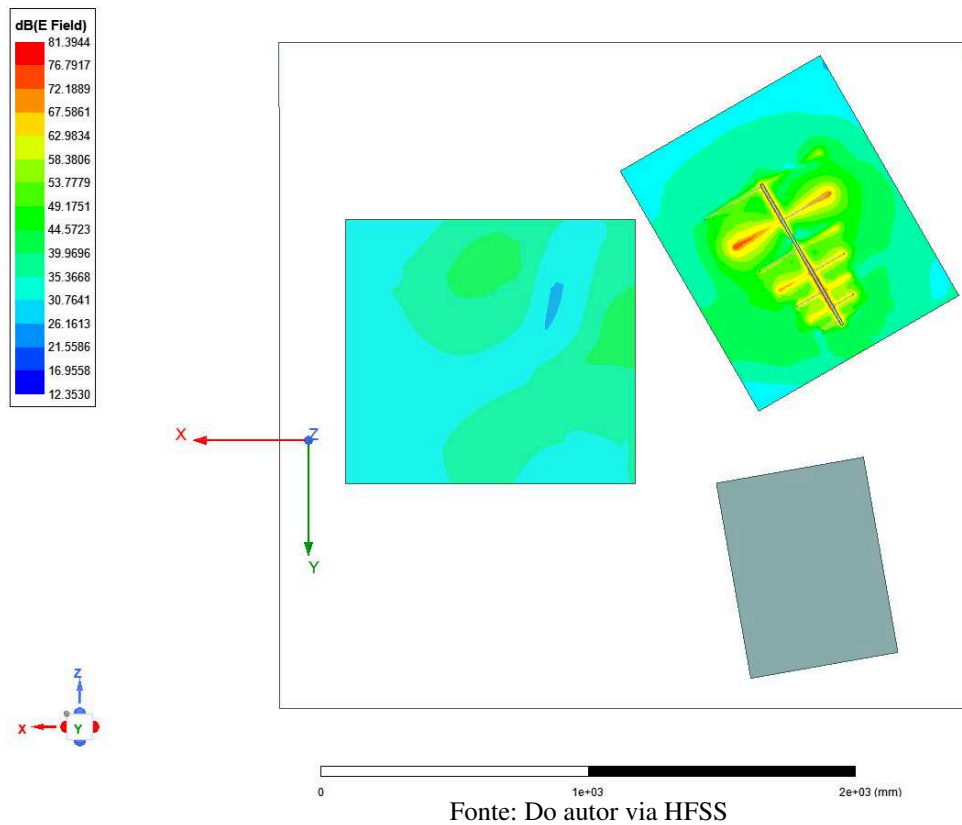 dB(E Field)
81.3944
76.7917
72.1889
67.5861
62.9834
58.3806
53.7779
49.1751
44.5723
39.9696
35.3668
30.7641
26.1613
21.5586
16.9558
12.3530
X
Z
Y
Z
X
Y
0
1e+03
2e+03 (mm)
Fonte: Do autor via HFSS